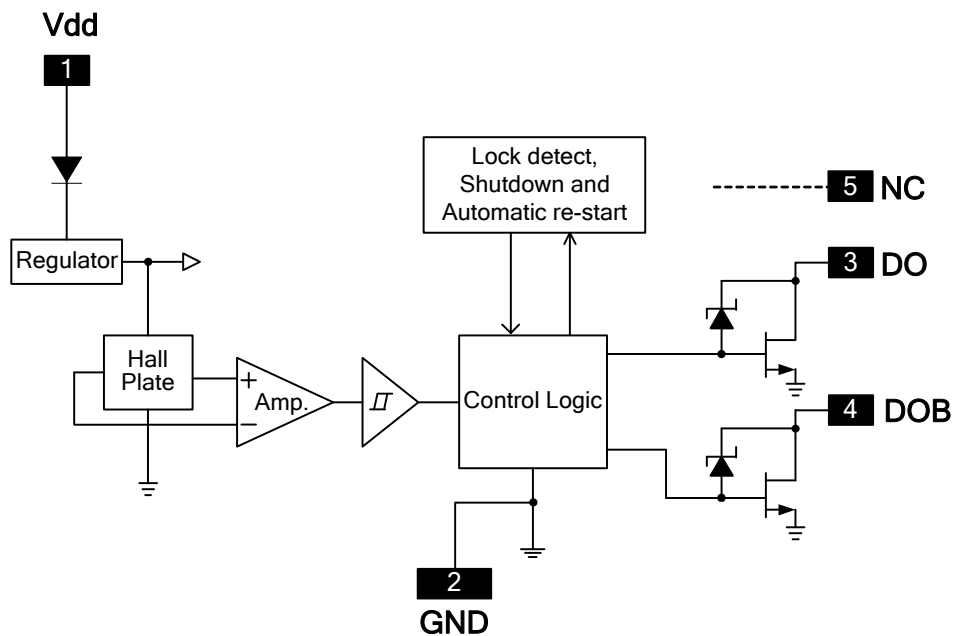 Vdd
1
Lock detect,
Shutdown and
Automatic re-start
5 NC
Regulator
3 DO
Hall
Plate
+
Amp.
−
Control Logic
4 DOB
2
GND